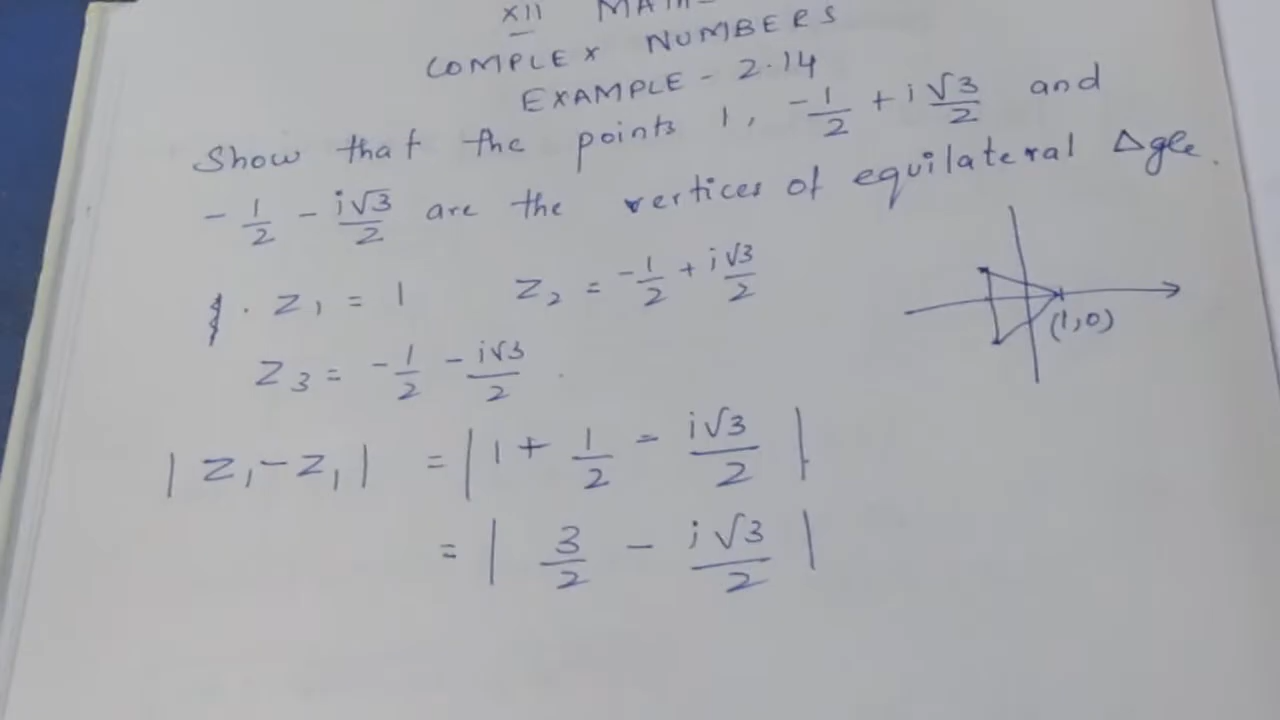 XII MATH
COMPLEX NUMBERS
EXAMPLE - 2.14
Show that the points 1, -1/2 + i√3/2 and
-1/2 - i√3/2 are the vertices of equilateral Δgle.
z₁ = 1 z₂ = -1/2 + i√3/2
z₃ = -1/2 - i√3/2.
(1,0)
|z₁-z₁| = |1 + 1/2 - i√3/2|
= |3/2 - i√3/2|